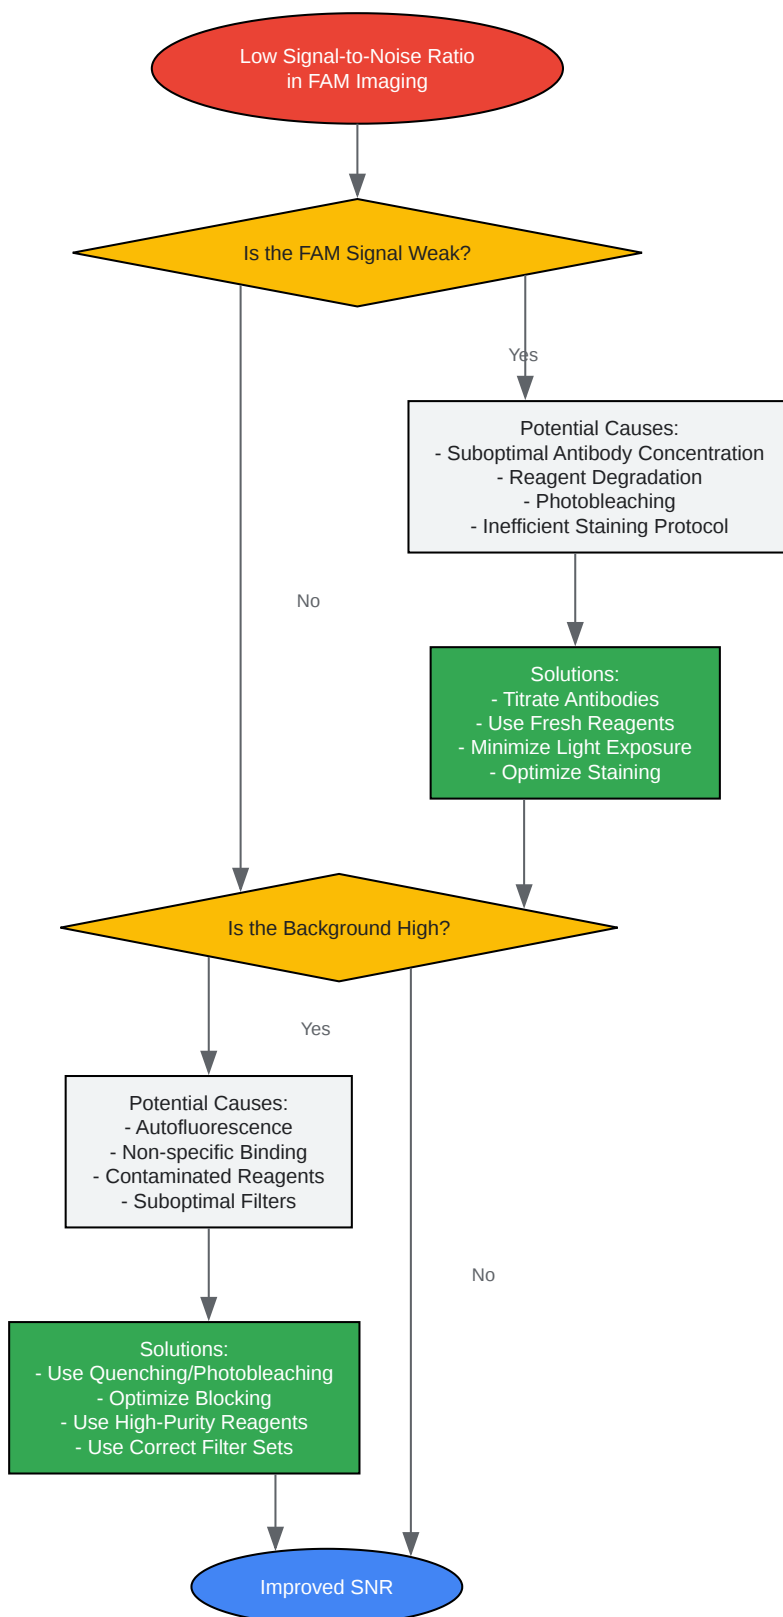 Low Signal-to-Noise Ratio
in FAM Imaging
Is the FAM Signal Weak?
Yes
Potential Causes:
- Suboptimal Antibody Concentration
- Reagent Degradation
- Photobleaching
- Inefficient Staining Protocol
No
Solutions:
- Titrate Antibodies
- Use Fresh Reagents
- Minimize Light Exposure
- Optimize Staining
Is the Background High?
Yes
Potential Causes:
- Autofluorescence
- Non-specific Binding
- Contaminated Reagents
- Suboptimal Filters
No
Solutions:
- Use Quenching/Photobleaching
- Optimize Blocking
- Use High-Purity Reagents
- Use Correct Filter Sets
Improved SNR